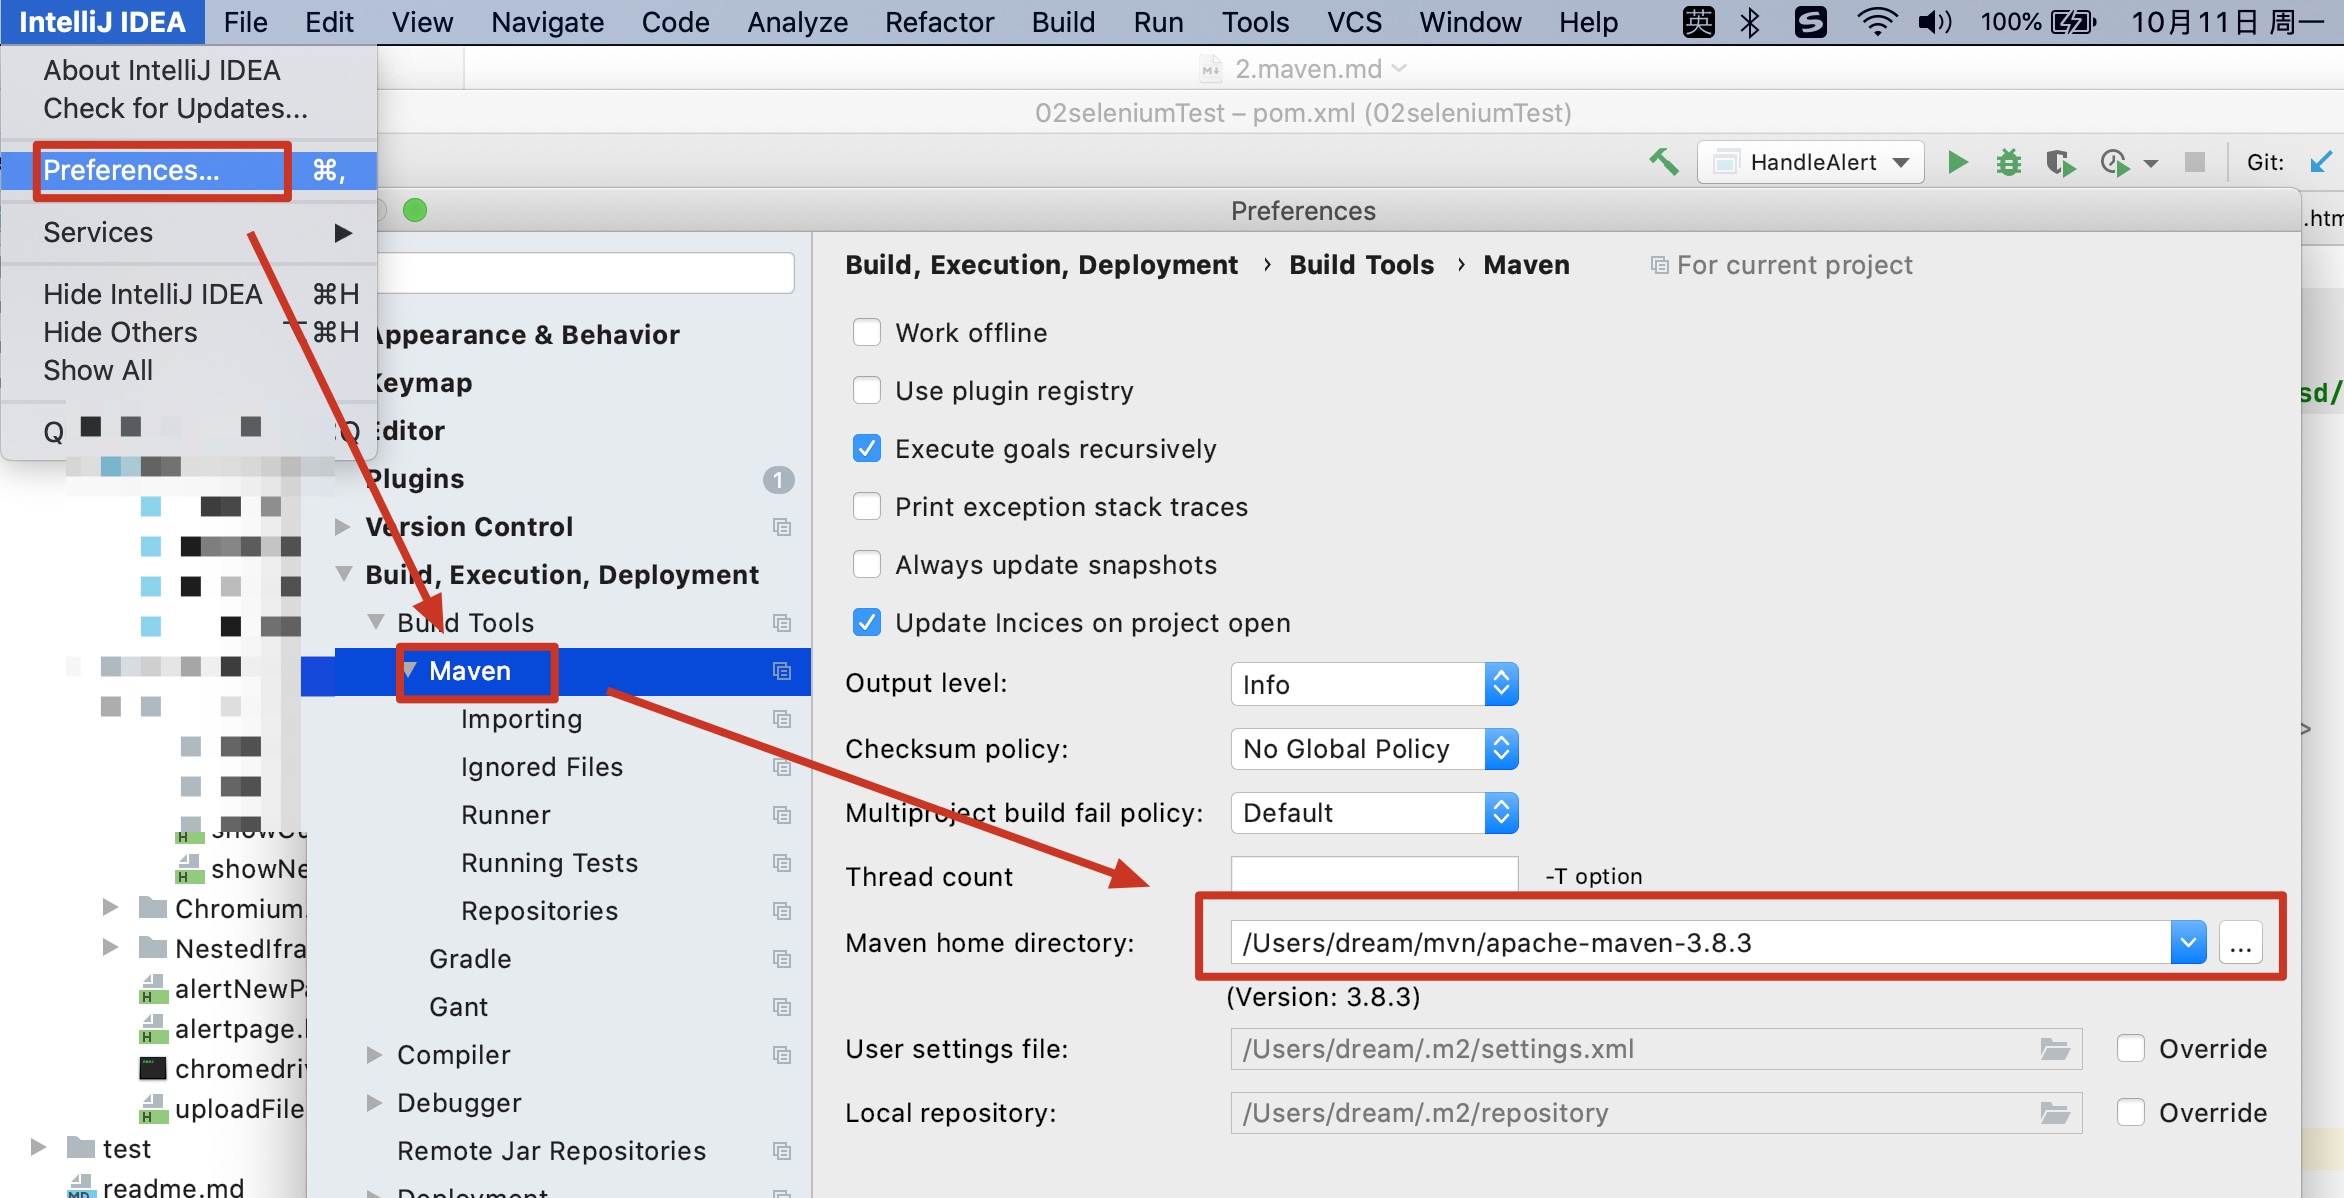 IntelliJ IDEA File Edit View Navigate Code Analyze Refactor Build Run Tools VCS Window Help 英 100% 10月11日 周一
About IntelliJ IDEA
Check for Updates...
Preferences... ⌘,
Services ▶
Hide IntelliJ IDEA ⌘H
Hide Others ⌥⌘H
Show All
Q
2.maven.md
02seleniumTest – pom.xml (02seleniumTest)
HandleAlert
Git:
Preferences
.htm
sd/
>
Appearance & Behavior
Keymap
Editor
Plugins 1
Version Control
Build, Execution, Deployment
Build Tools
Maven
Importing
Ignored Files
Runner
Running Tests
Repositories
Gradle
Gant
Compiler
Debugger
Remote Jar Repositories
Deployment
Build, Execution, Deployment › Build Tools › Maven For current project
Work offline
Use plugin registry
Execute goals recursively
Print exception stack traces
Always update snapshots
Update Incices on project open
Output level: Info
Checksum policy: No Global Policy
Multiproject build fail policy: Default
Thread count -T option
Maven home directory: /Users/dream/mvn/apache-maven-3.8.3 ...
(Version: 3.8.3)
User settings file: /Users/dream/.m2/settings.xml Override
Local repository: /Users/dream/.m2/repository Override
showNe
Chromium.
NestedIfra
alertNewPa
alertpage.
chromedriv
uploadFile
test
readme.md